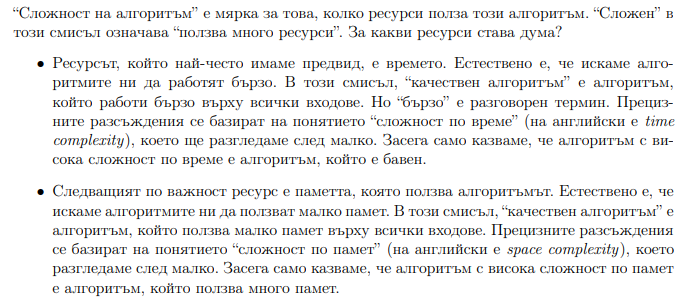 “Сложност на алгоритъм” е мярка за това, колко ресурси ползва този алгоритъм. “Сложен” в
този смисъл означава “ползва много ресурси”. За какви ресурси става дума?
• Ресурсът, който най-често имаме предвид, е времето. Естествено е, че искаме алго-
ритмите ни да работят бързо. В този смисъл, “качествен алгоритъм” е алгоритъм,
който работи бързо върху всички входове. Но “бързо” е разговорен термин. Прециз-
ните разсъждения се базират на понятието “сложност по време” (на английски е time
complexity), което ще разгледаме след малко. Засега само казваме, че алгоритъм с ви-
сока сложност по време е алгоритъм, който е бавен.
• Следващият по важност ресурс е паметта, която ползва алгоритъмът. Естествено е, че
искаме алгоритмите ни да ползват малко памет. В този смисъл, “качествен алгоритъм” е
алгоритъм, който ползва малко памет върху всички входове. Прецизните разсъждения
се базират на понятието “сложност по памет” (на английски е space complexity), което
разгледаме след малко. Засега само казваме, че алгоритъм с висока сложност по памет
е алгоритъм, който ползва много памет.